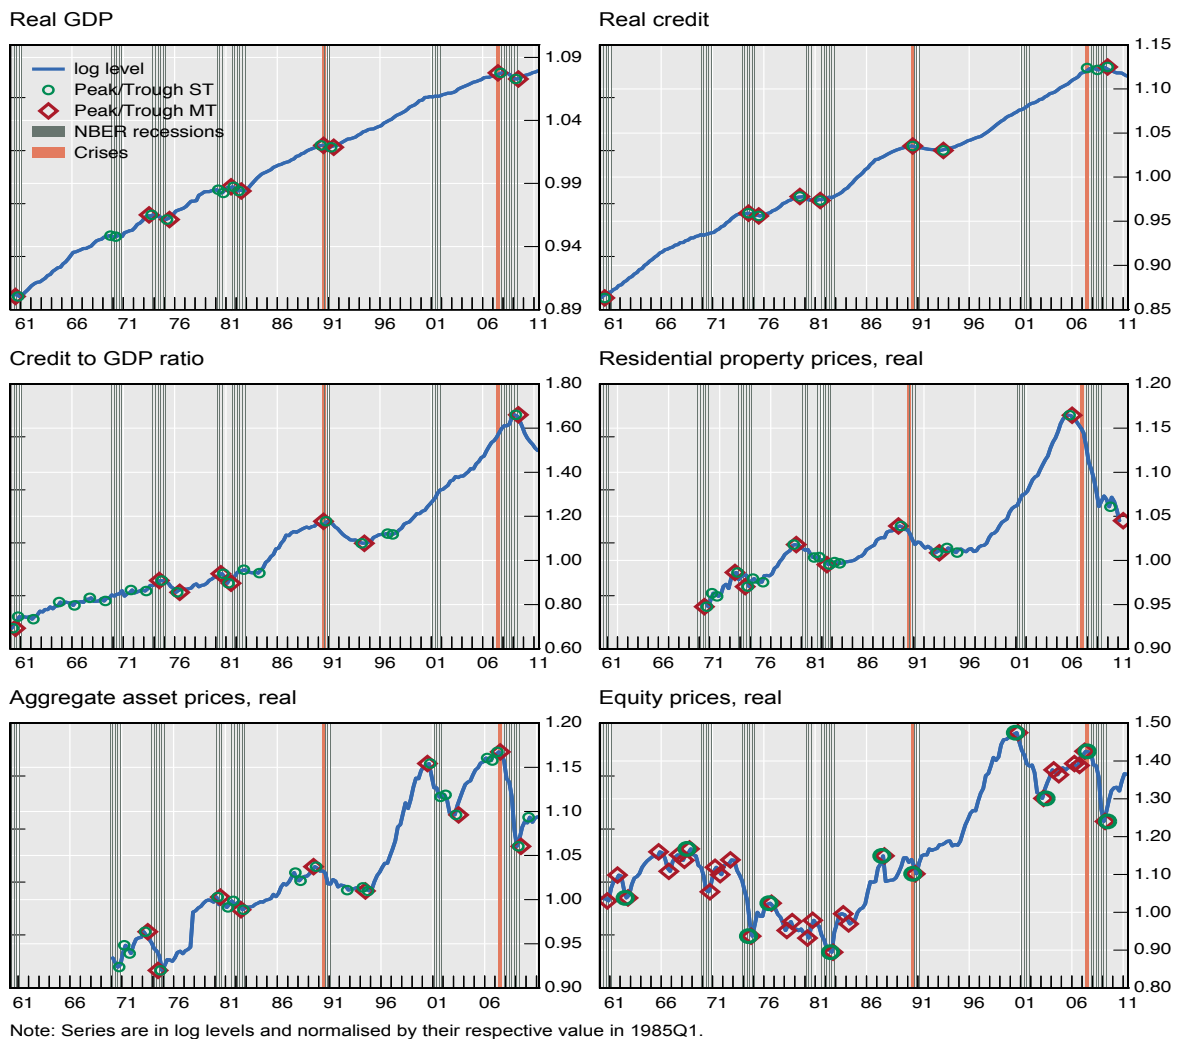 Real GDP
log level
Peak/Trough ST
Peak/Trough MT
NBER recessions
Crises
1.09
1.04
0.99
0.94
0.89
61 66 71 76 81 86 91 96 01 06 11
Real credit
1.15
1.10
1.05
1.00
0.95
0.90
0.85
61 66 71 76 81 86 91 96 01 06 11
Credit to GDP ratio
1.80
1.60
1.40
1.20
1.00
0.80
0.60
61 66 71 76 81 86 91 96 01 06 11
Residential property prices, real
1.20
1.15
1.10
1.05
1.00
0.95
0.90
61 66 71 76 81 86 91 96 01 06 11
Aggregate asset prices, real
1.20
1.15
1.10
1.05
1.00
0.95
0.90
61 66 71 76 81 86 91 96 01 06
Equity prices, real
1.50
1.40
1.30
1.20
1.10
1.00
0.90
0.80
61 66 71 76 81 86 91 96 01 06 11
Note: Series are in log levels and normalised by their respective value in 1985Q1.